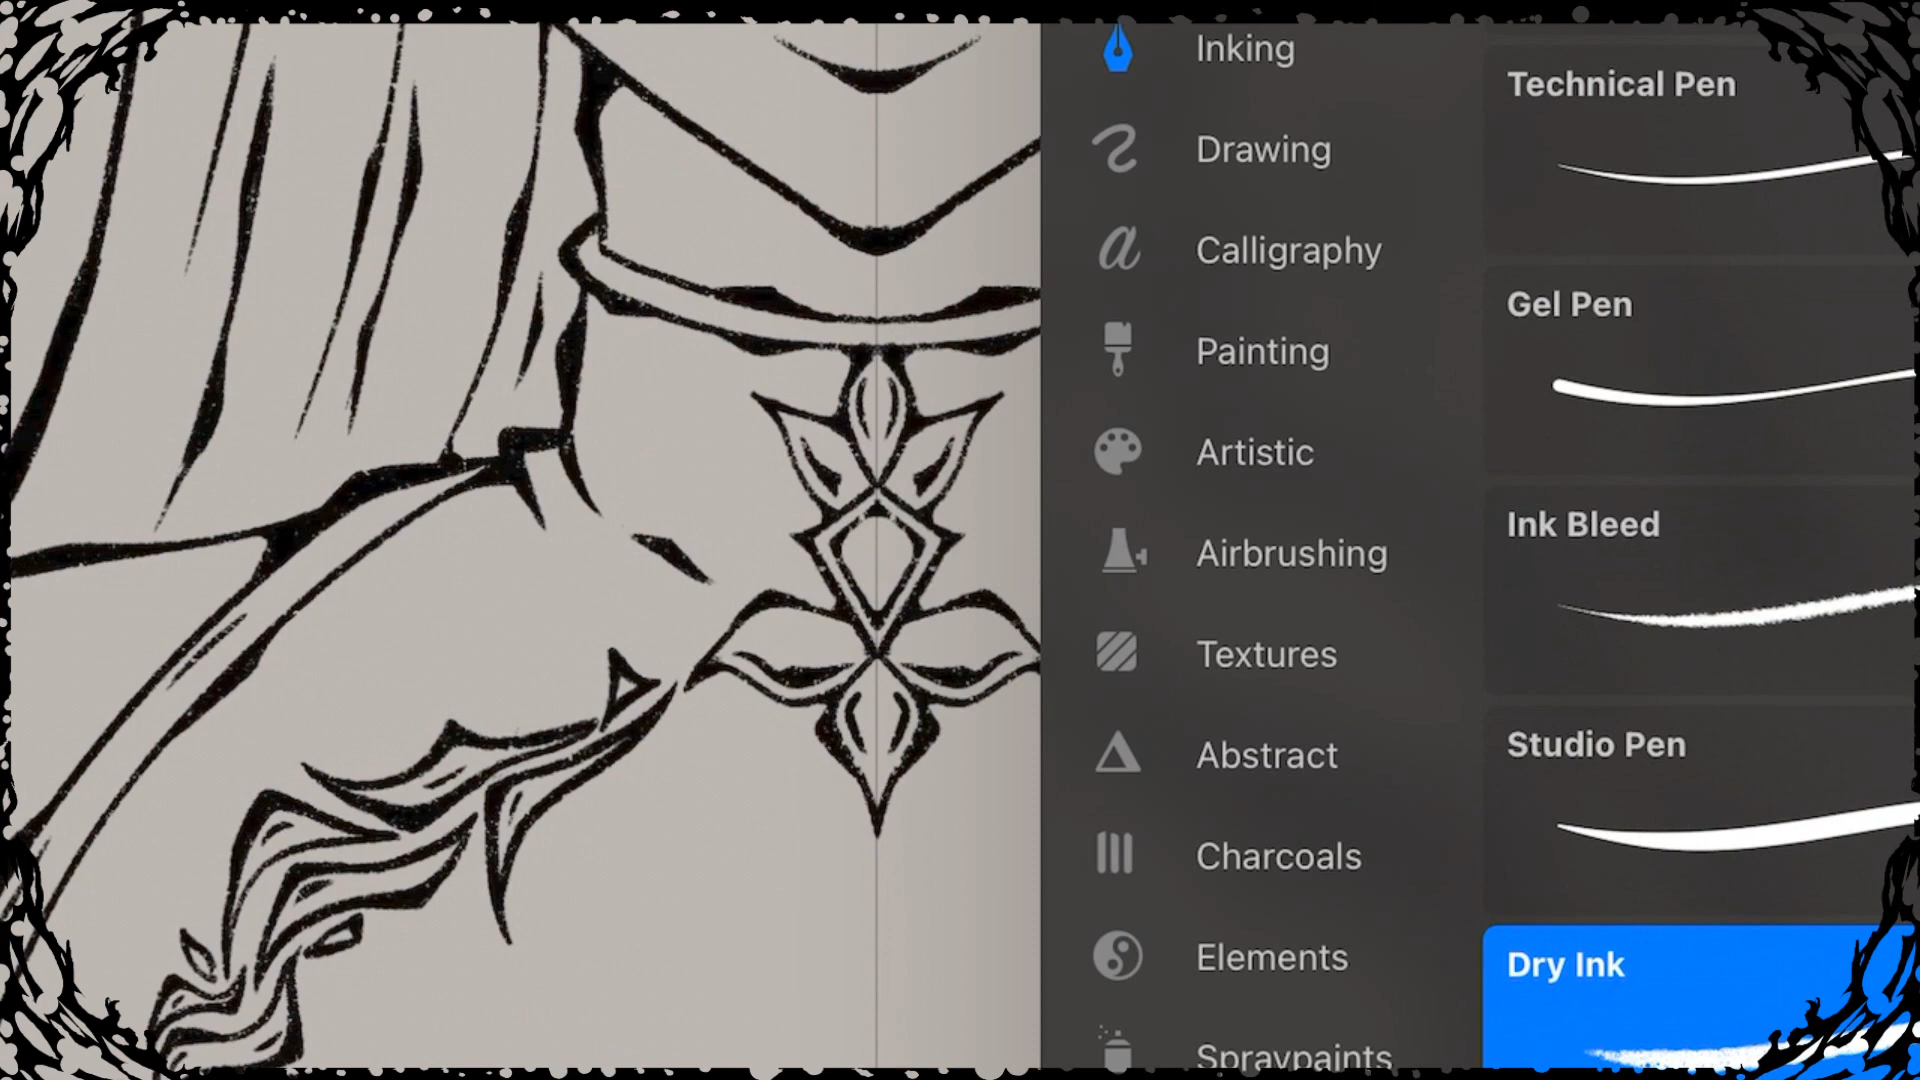 Inking
Drawing
Calligraphy
Painting
Artistic
Airbrushing
Textures
Abstract
Charcoals
Elements
Spraypaints
Technical Pen
Gel Pen
Ink Bleed
Studio Pen
Dry Ink